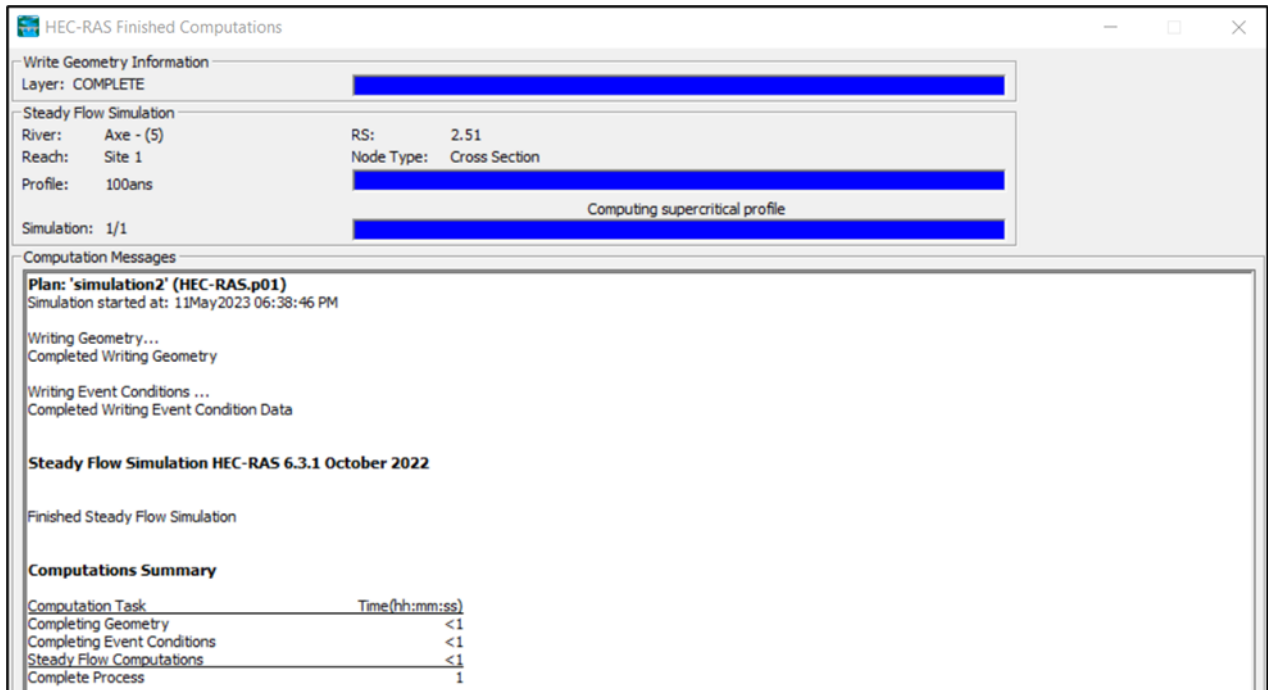 HEC-RAS Finished Computations
Write Geometry Information
Layer: COMPLETE
Steady Flow Simulation
River: Axe - (5) RS: 2.51
Reach: Site 1 Node Type: Cross Section
Profile: 100ans
Computing supercritical profile
Simulation: 1/1
Computation Messages
Plan: 'simulation2' (HEC-RAS.p01)
Simulation started at: 11May2023 06:38:46 PM
Writing Geometry...
Completed Writing Geometry
Writing Event Conditions ...
Completed Writing Event Condition Data
Steady Flow Simulation HEC-RAS 6.3.1 October 2022
Finished Steady Flow Simulation
Computations Summary
Computation Task Time(hh:mm:ss)
Completing Geometry <1
Completing Event Conditions <1
Steady Flow Computations <1
Complete Process 1